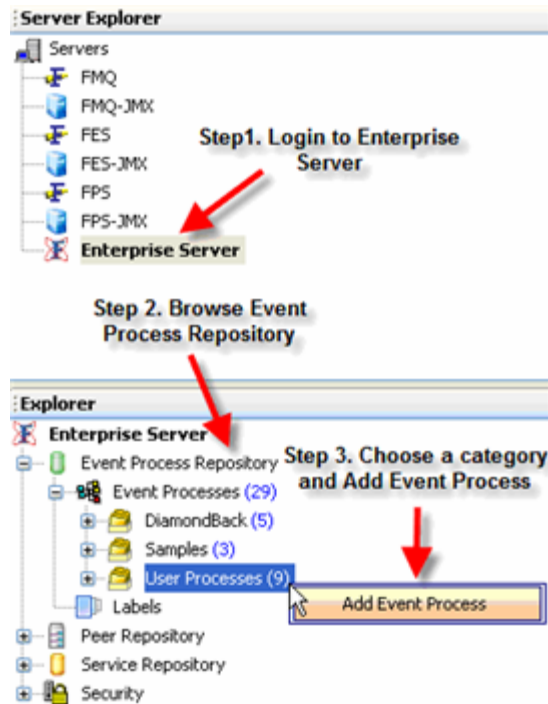 Server Explorer
Servers
FMQ
FMQ-JMX
FES
FES-JMX
FPS
FPS-JMX
Enterprise Server
Step1. Login to Enterprise
Server
Step 2. Browse Event
Process Repository
Explorer
Enterprise Server
Event Process Repository
Event Processes (29)
DiamondBack (5)
Samples (3)
User Processes (9)
Labels
Peer Repository
Service Repository
Security
Step 3. Choose a category
and Add Event Process
Add Event Process